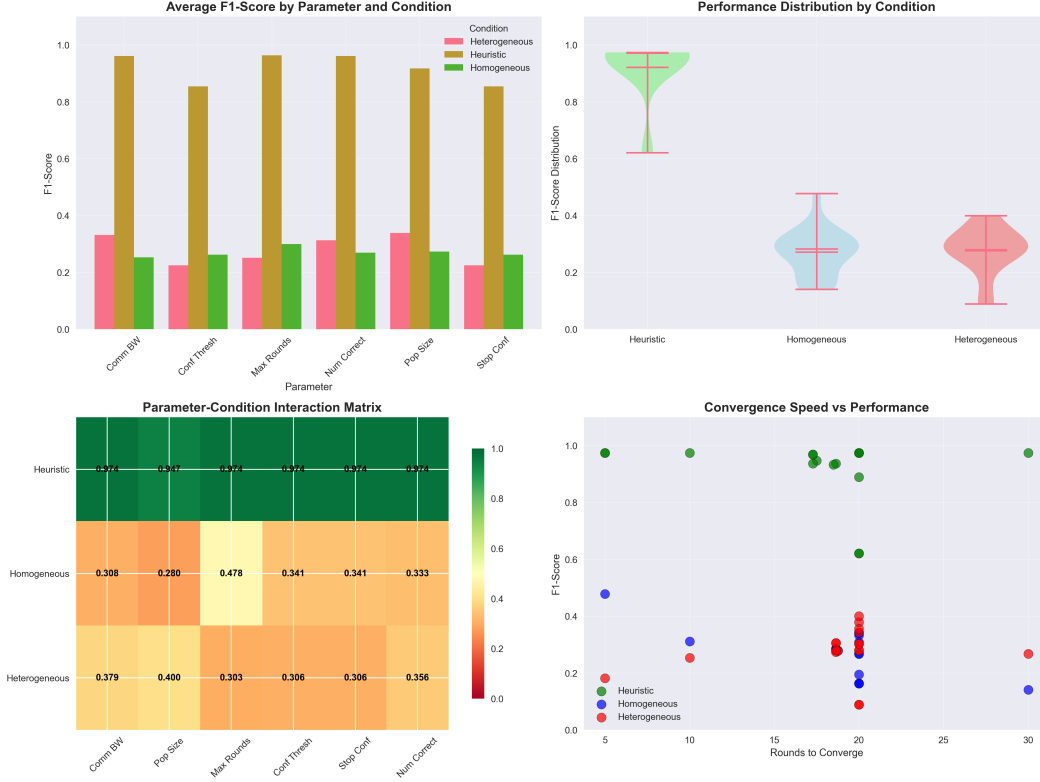 Average F1-Score by Parameter and Condition
Condition
Heterogeneous
Heuristic
Homogeneous
F1-Score
1.0
0.8
0.6
0.4
0.2
0.0
Comm BW
Conf Thresh
Max Rounds
Num Correct
Pop Size
Stop Conf
Parameter
Performance Distribution by Condition
F1-Score Distribution
1.0
0.8
0.6
0.4
0.2
0.0
Heuristic
Homogeneous
Heterogeneous
Parameter-Condition Interaction Matrix
Heuristic
0.974 0.947 0.974 0.974 0.974 0.974
Homogeneous
0.308 0.280 0.478 0.341 0.341 0.333
Heterogeneous
0.379 0.400 0.303 0.306 0.306 0.356
Comm BW
Pop Size
Max Rounds
Conf Thresh
Stop Conf
Num Correct
1.0
0.8
0.6
0.4
0.2
0.0
Convergence Speed vs Performance
F1-Score
1.0
0.8
0.6
0.4
0.2
0.0
Heuristic
Homogeneous
Heterogeneous
5 10 15 20 25 30
Rounds to Converge